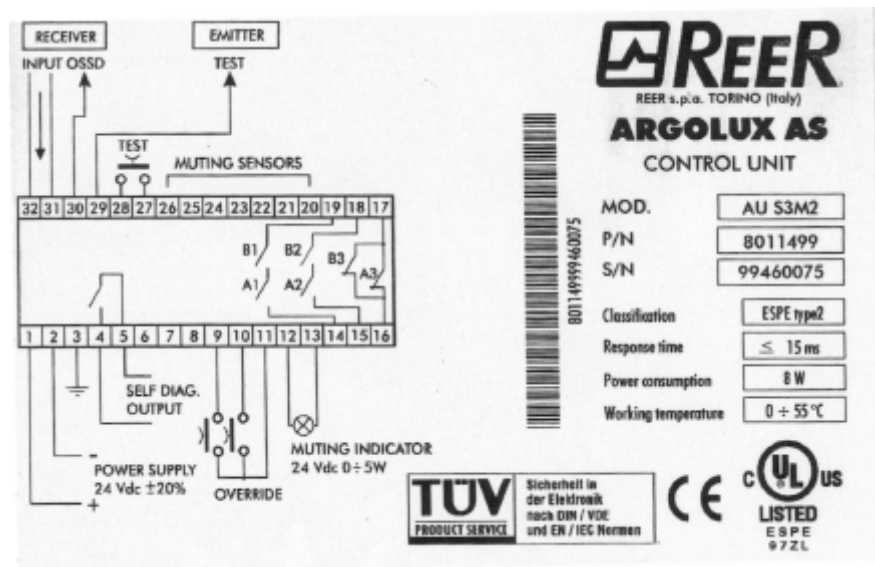 RECEIVER
EMITTER
INPUT OSSD
TEST
TEST
MUTING SENSORS
32 31 30 29 28 27 26 25 24 23 22 21 20 19 18 17
B1 B2 B3
A1 A2 A3
1 2 3 4 5 6 7 8 9 10 11 12 13 14 15 16
SELF DIAG.
OUTPUT
-
POWER SUPPLY
24 Vdc ±20%
+
OVERRIDE
MUTING INDICATOR
24 Vdc 0÷5W
8011499999460075
REER
REER s.p.a. TORINO (Italy)
ARGOLUX AS
CONTROL UNIT
MOD. AU S3M2
P/N 8011499
S/N 99460075
Classification ESPE type2
Response time ≤ 15 ms
Power consumption 8 W
Working temperature 0 ÷ 55 °C
TÜV
PRODUCT SERVICE
Sicherheit in
der Elektronik
nach DIN / VDE
und EN / IEC Normen
CE
C UL US
®
LISTED
ESPE
97ZL